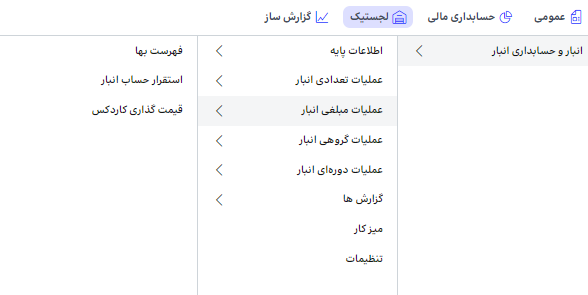 عمومی
حسابداری مالی
لجستیک
گزارش ساز
انبار و حسابداری انبار
اطلاعات پایه
عملیات تعدادی انبار
عملیات مبلغی انبار
عملیات گروهی انبار
عملیات دوره‌ای انبار
گزارش ها
میز کار
تنظیمات
فهرست بها
استقرار حساب انبار
قیمت گذاری کاردکس